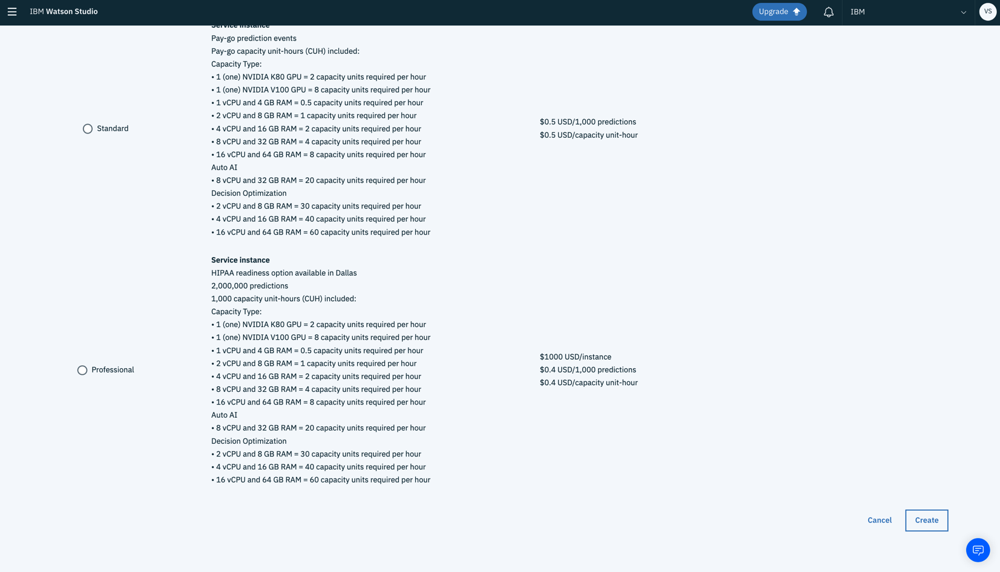 IBM Watson Studio
Upgrade
IBM
VS
Service instance
Pay-go prediction events
Pay-go capacity unit-hours (CUH) included:
Capacity Type:
• 1 (one) NVIDIA K80 GPU = 2 capacity units required per hour
• 1 (one) NVIDIA V100 GPU = 8 capacity units required per hour
• 1 vCPU and 4 GB RAM = 0.5 capacity units required per hour
• 2 vCPU and 8 GB RAM = 1 capacity units required per hour
• 4 vCPU and 16 GB RAM = 2 capacity units required per hour
• 8 vCPU and 32 GB RAM = 4 capacity units required per hour
• 16 vCPU and 64 GB RAM = 8 capacity units required per hour
Auto AI
• 8 vCPU and 32 GB RAM = 20 capacity units required per hour
Decision Optimization
• 2 vCPU and 8 GB RAM = 30 capacity units required per hour
• 4 vCPU and 16 GB RAM = 40 capacity units required per hour
• 16 vCPU and 64 GB RAM = 60 capacity units required per hour
Standard
$0.5 USD/1,000 predictions
$0.5 USD/capacity unit-hour
Service instance
HIPAA readiness option available in Dallas
2,000,000 predictions
1,000 capacity unit-hours (CUH) included:
Capacity Type:
• 1 (one) NVIDIA K80 GPU = 2 capacity units required per hour
• 1 (one) NVIDIA V100 GPU = 8 capacity units required per hour
• 1 vCPU and 4 GB RAM = 0.5 capacity units required per hour
• 2 vCPU and 8 GB RAM = 1 capacity units required per hour
• 4 vCPU and 16 GB RAM = 2 capacity units required per hour
• 8 vCPU and 32 GB RAM = 4 capacity units required per hour
• 16 vCPU and 64 GB RAM = 8 capacity units required per hour
Auto AI
• 8 vCPU and 32 GB RAM = 20 capacity units required per hour
Decision Optimization
• 2 vCPU and 8 GB RAM = 30 capacity units required per hour
• 4 vCPU and 16 GB RAM = 40 capacity units required per hour
• 16 vCPU and 64 GB RAM = 60 capacity units required per hour
Professional
$1000 USD/instance
$0.4 USD/1,000 predictions
$0.4 USD/capacity unit-hour
Cancel
Create